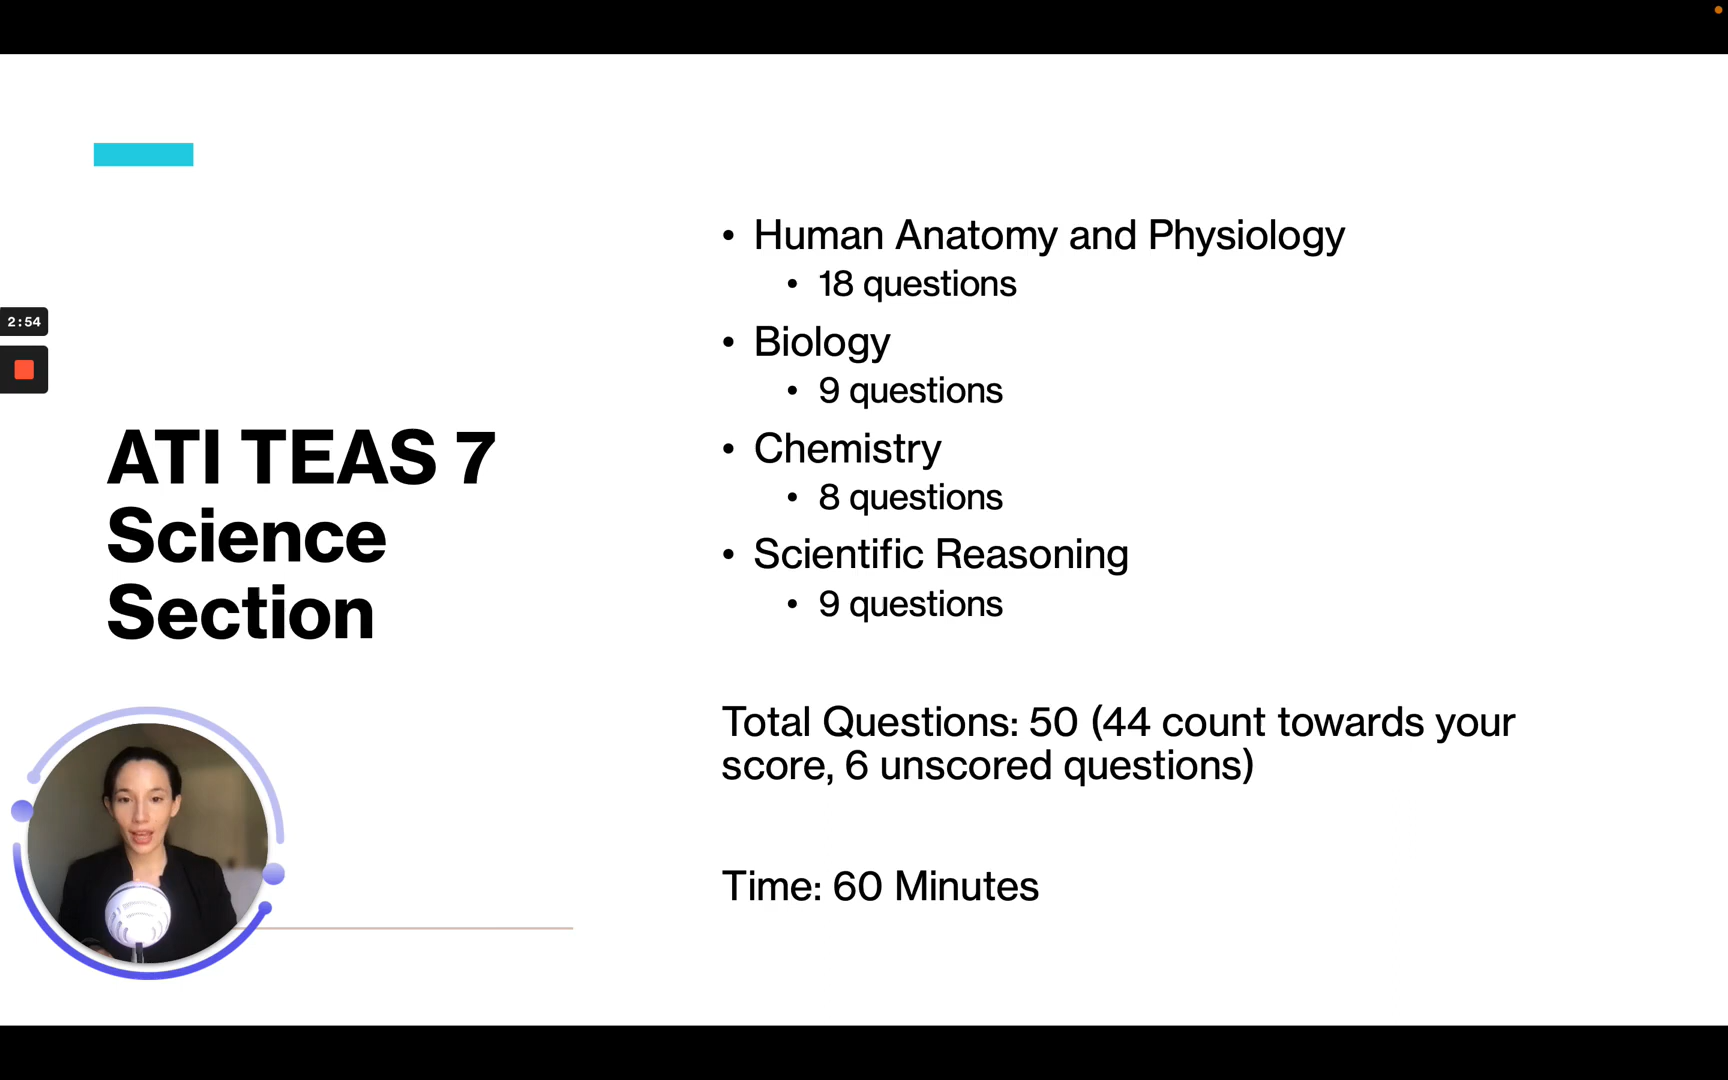 2:54
ATI TEAS 7
Science
Section
• Human Anatomy and Physiology
• 18 questions
• Biology
• 9 questions
• Chemistry
• 8 questions
• Scientific Reasoning
• 9 questions
Total Questions: 50 (44 count towards your
score, 6 unscored questions)
Time: 60 Minutes